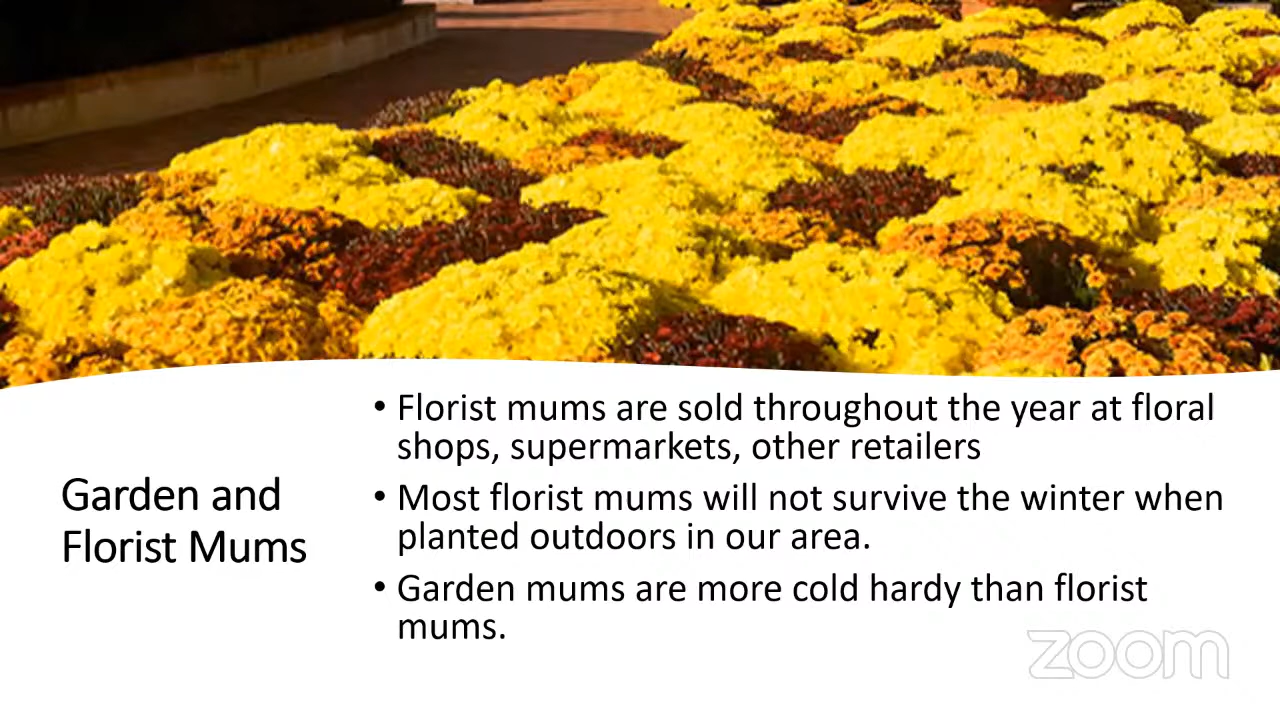 Garden and
Florist Mums
• Florist mums are sold throughout the year at floral
shops, supermarkets, other retailers
• Most florist mums will not survive the winter when
planted outdoors in our area.
• Garden mums are more cold hardy than florist
mums.
zoom